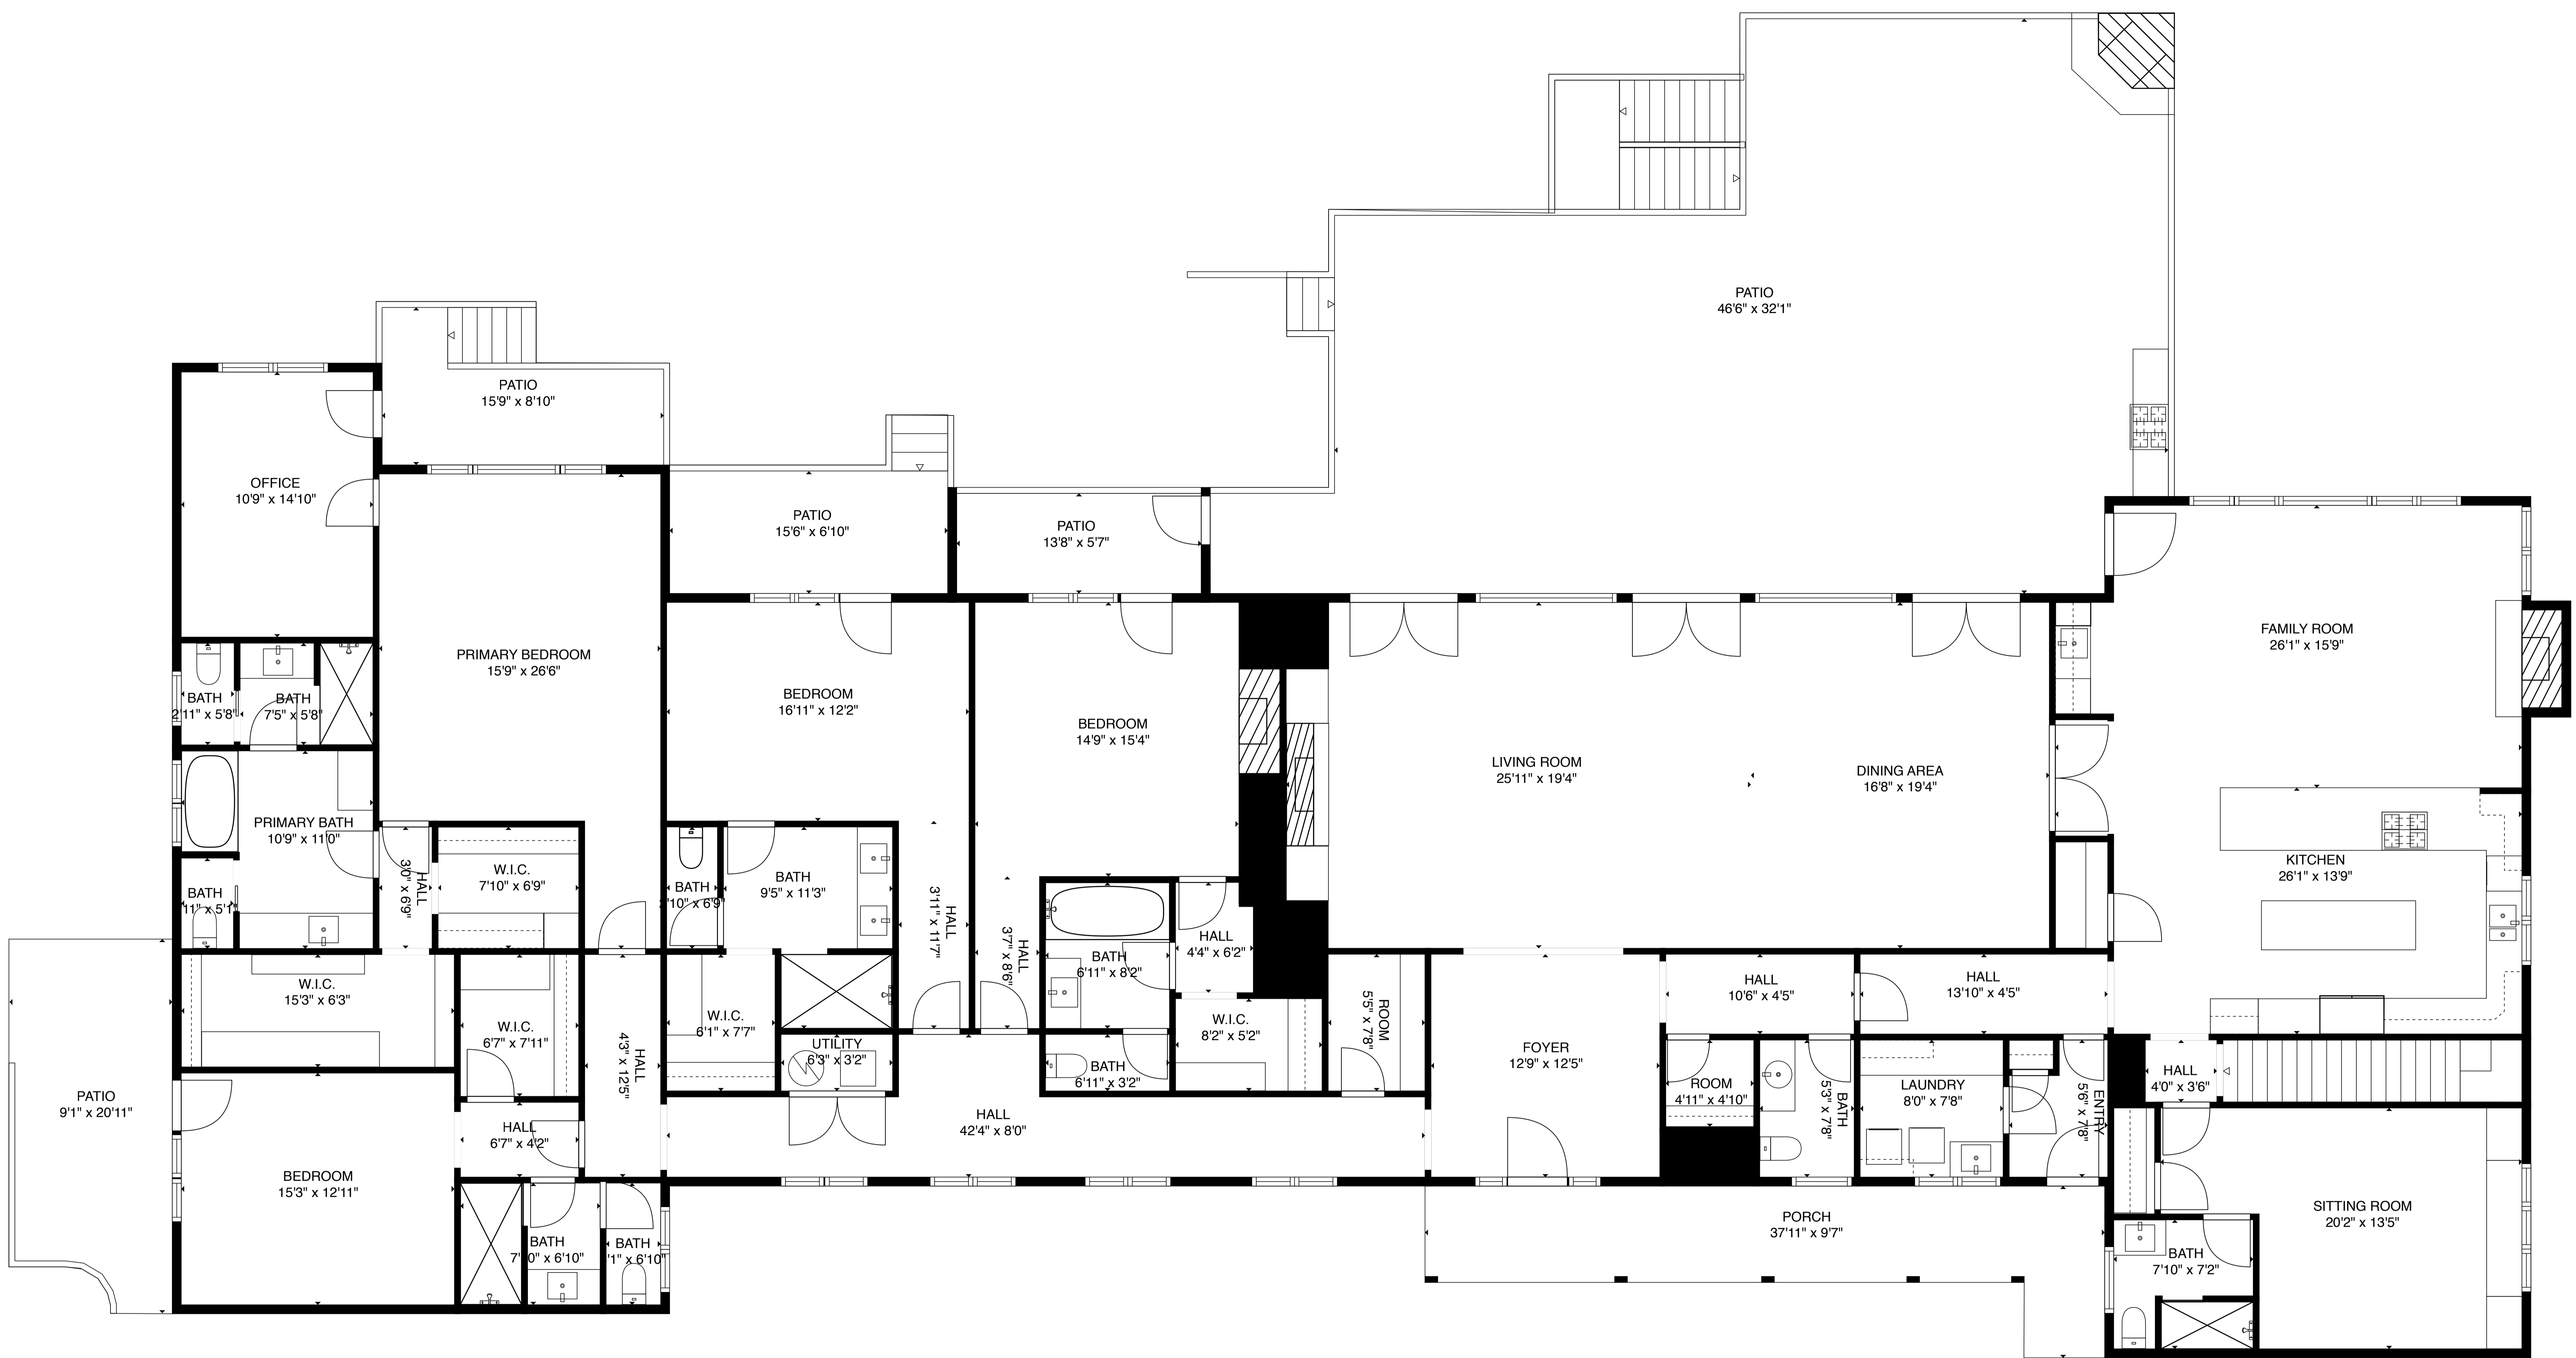 PATIO
46'6" x 32'1"
PATIO
15'9" x 8'10"
OFFICE
10'9" x 14'10"
PATIO
15'6" x 6'10"
PATIO
13'8" x 5'7"
FAMILY ROOM
26'1" x 15'9"
PRIMARY BEDROOM
15'9" x 26'6"
BATH
2'11" x 5'8"
BATH
7'5" x 5'8"
BEDROOM
16'11" x 12'2"
BEDROOM
14'9" x 15'4"
LIVING ROOM
25'11" x 19'4"
DINING AREA
16'8" x 19'4"
PRIMARY BATH
10'9" x 11'0"
KITCHEN
26'1" x 13'9"
HALL
3'0" x 6'9"
W.I.C.
7'10" x 6'9"
BATH
BATH
9'5" x 11'3"
BATH
11" x 5'1"
HALL
3'11" x 11'7"
HALL
3'7" x 8'6"
HALL
4'4" x 6'2"
BATH
6'11" x 8'2"
W.I.C.
15'3" x 6'3"
W.I.C.
6'7" x 7'11"
HALL
4'3" x 12'5"
W.I.C.
6'1" x 7'7"
UTILITY
6'3" x 3'2"
W.I.C.
8'2" x 5'2"
ROOM
5'5" x 7'8"
HALL
10'6" x 4'5"
HALL
13'10" x 4'5"
FOYER
12'9" x 12'5"
BATH
6'11" x 3'2"
ROOM
4'11" x 4'10"
BATH
5'3" x 7'8"
LAUNDRY
8'0" x 7'8"
ENTRY
5'6" x 7'8"
HALL
4'0" x 3'6"
PATIO
9'1" x 20'11"
HALL
6'7" x 4'2"
HALL
42'4" x 8'0"
BEDROOM
15'3" x 12'11"
SITTING ROOM
20'2" x 13'5"
PORCH
37'11" x 9'7"
BATH
BATH
BATH
7'10" x 7'2"